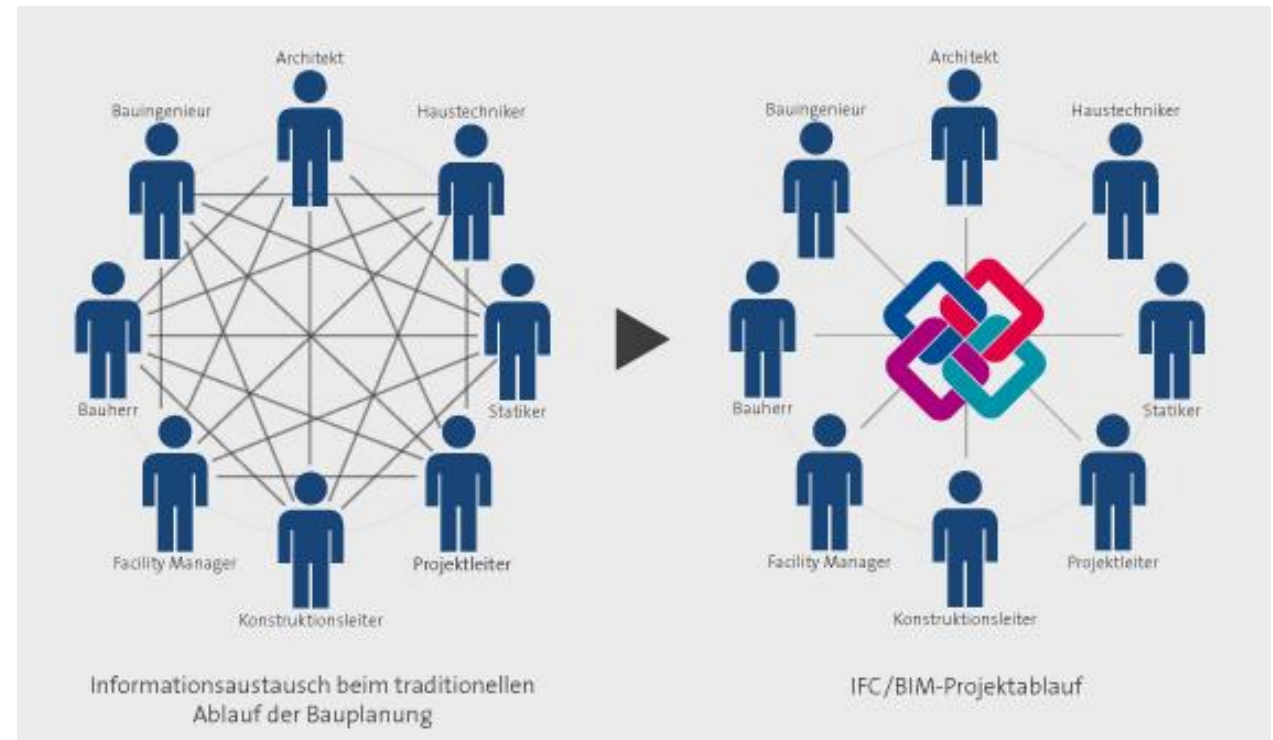 Architekt
Bauingenieur
Haustechniker
Bauherr
Statiker
Facility Manager
Projektleiter
Konstruktionsleiter
Informationsaustausch beim traditionellen
Ablauf der Bauplanung
Architekt
Bauingenieur
Haustechniker
Bauherr
Statiker
Facility Manager
Projektleiter
Konstruktionsleiter
IFC/BIM-Projektablauf